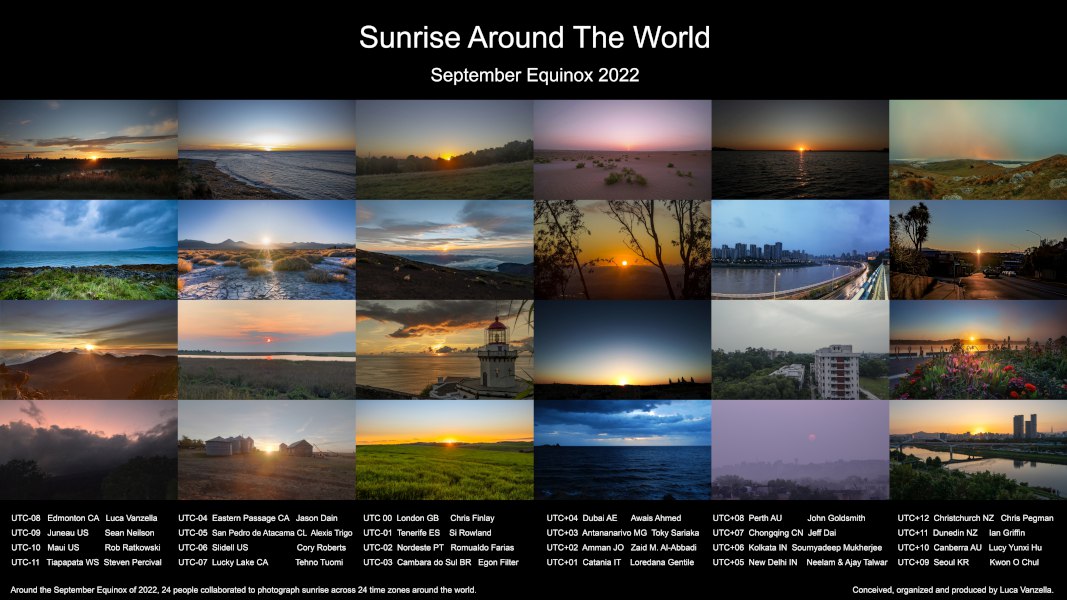 Sunrise Around The World
September Equinox 2022
UTC-08 Edmonton CA Luca Vanzella
UTC-09 Juneau US Sean Neilson
UTC-10 Maui US Rob Ratkowski
UTC-11 Tiapapata WS Steven Percival
UTC-04 Eastern Passage CA Jason Dain
UTC-05 San Pedro de Atacama CL Alexis Trigo
UTC-06 Slidell US Cory Roberts
UTC-07 Lucky Lake CA Tehno Tuomi
UTC 00 London GB Chris Finlay
UTC-01 Tenerife ES Si Rowland
UTC-02 Nordeste PT Romualdo Farias
UTC-03 Cambara do Sul BR Egon Filter
UTC+04 Dubai AE Awais Ahmed
UTC+03 Antananarivo MG Toky Sariaka
UTC+02 Amman JO Zaid M. Al-Abbadi
UTC+01 Catania IT Loredana Gentile
UTC+08 Perth AU John Goldsmith
UTC+07 Chongqing CN Jeff Dai
UTC+06 Kolkata IN Soumyadeep Mukherjee
UTC+05 New Delhi IN Neelam & Ajay Talwar
UTC+12 Christchurch NZ Chris Pegman
UTC+11 Dunedin NZ Ian Griffin
UTC+10 Canberra AU Lucy Yunxi Hu
UTC+09 Seoul KR Kwon O Chul
Around the September Equinox of 2022, 24 people collaborated to photograph sunrise across 24 time zones around the world.
Conceived, organized and produced by Luca Vanzella.